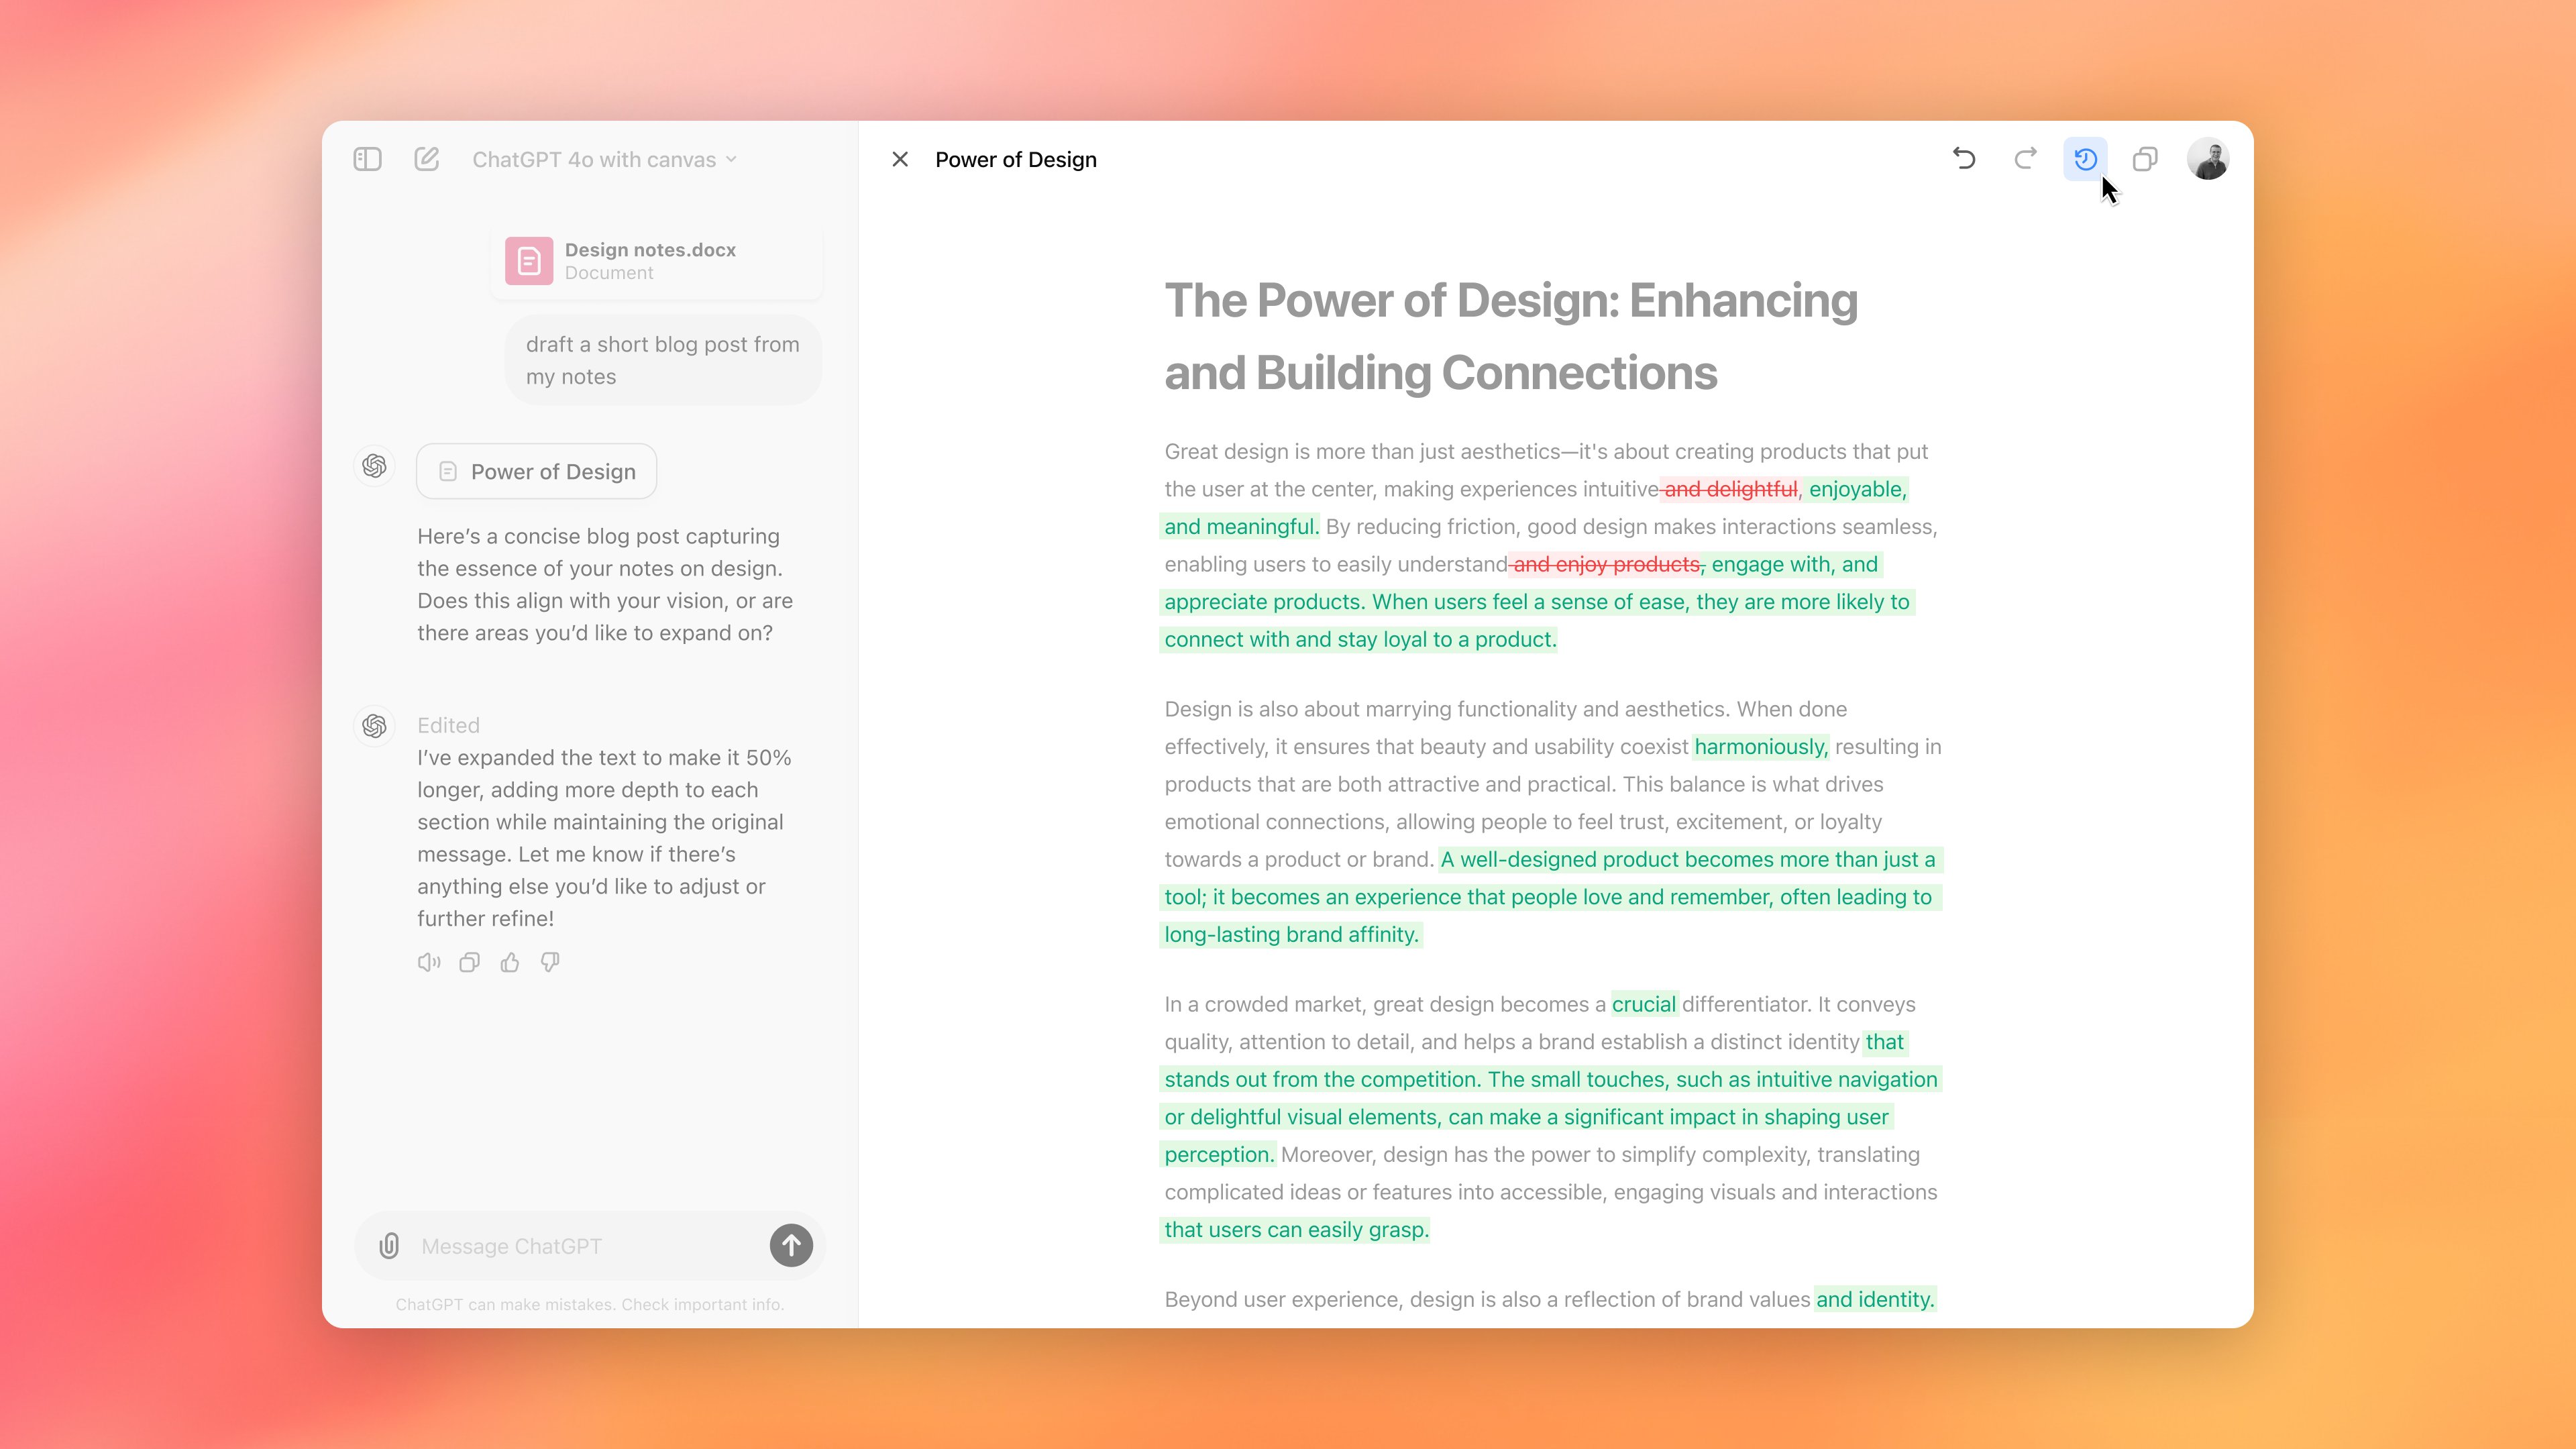 ChatGPT 4o with canvas
Design notes.docx
Document
draft a short blog post from
my notes
Power of Design
Here’s a concise blog post capturing
the essence of your notes on design.
Does this align with your vision, or are
there areas you’d like to expand on?
Edited
I’ve expanded the text to make it 50%
longer, adding more depth to each
section while maintaining the original
message. Let me know if there’s
anything else you’d like to adjust or
further refine!
Message ChatGPT
ChatGPT can make mistakes. Check important info.
Power of Design
The Power of Design: Enhancing
and Building Connections
Great design is more than just aesthetics—it's about creating products that put
the user at the center, making experiences intuitive and delightful, enjoyable,
and meaningful. By reducing friction, good design makes interactions seamless,
enabling users to easily understand and enjoy products, engage with, and
appreciate products. When users feel a sense of ease, they are more likely to
connect with and stay loyal to a product.
Design is also about marrying functionality and aesthetics. When done
effectively, it ensures that beauty and usability coexist harmoniously, resulting in
products that are both attractive and practical. This balance is what drives
emotional connections, allowing people to feel trust, excitement, or loyalty
towards a product or brand. A well-designed product becomes more than just a
tool; it becomes an experience that people love and remember, often leading to
long-lasting brand affinity.
In a crowded market, great design becomes a crucial differentiator. It conveys
quality, attention to detail, and helps a brand establish a distinct identity that
stands out from the competition. The small touches, such as intuitive navigation
or delightful visual elements, can make a significant impact in shaping user
perception. Moreover, design has the power to simplify complexity, translating
complicated ideas or features into accessible, engaging visuals and interactions
that users can easily grasp.
Beyond user experience, design is also a reflection of brand values and identity.